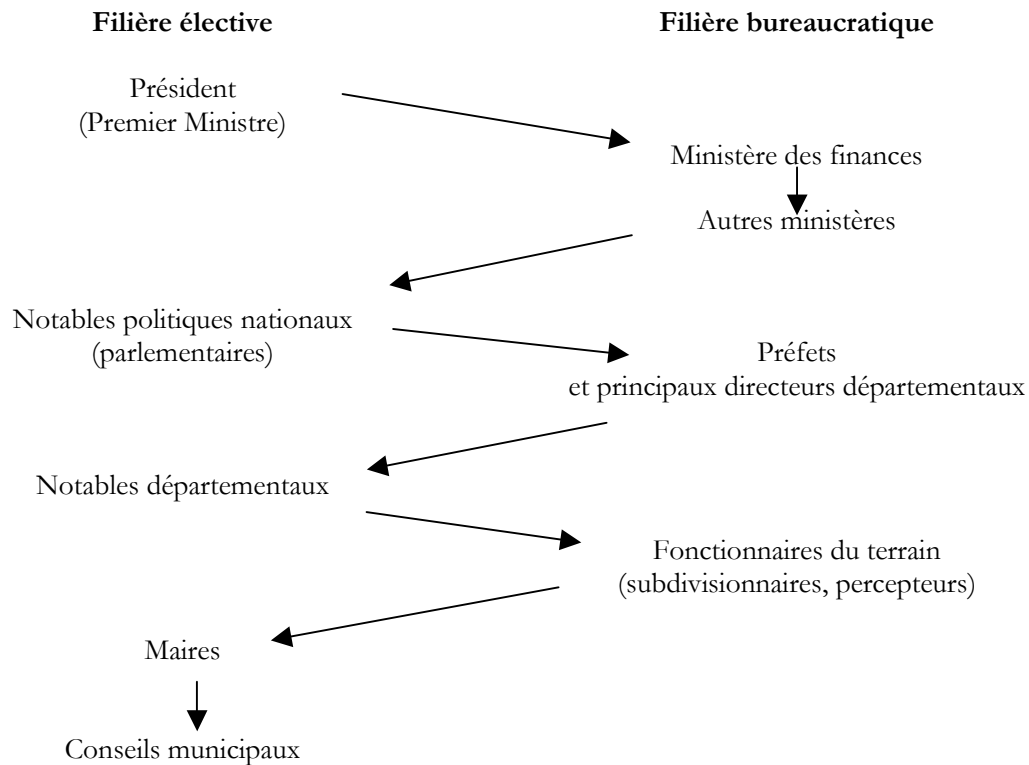 Filière élective
Filière bureaucratique
Président
(Premier Ministre)
Ministère des finances
Autres ministères
Notables politiques nationaux
(parlementaires)
Préfets
et principaux directeurs départementaux
Notables départementaux
Fonctionnaires du terrain
(subdivisionnaires, percepteurs)
Maires
Conseils municipaux